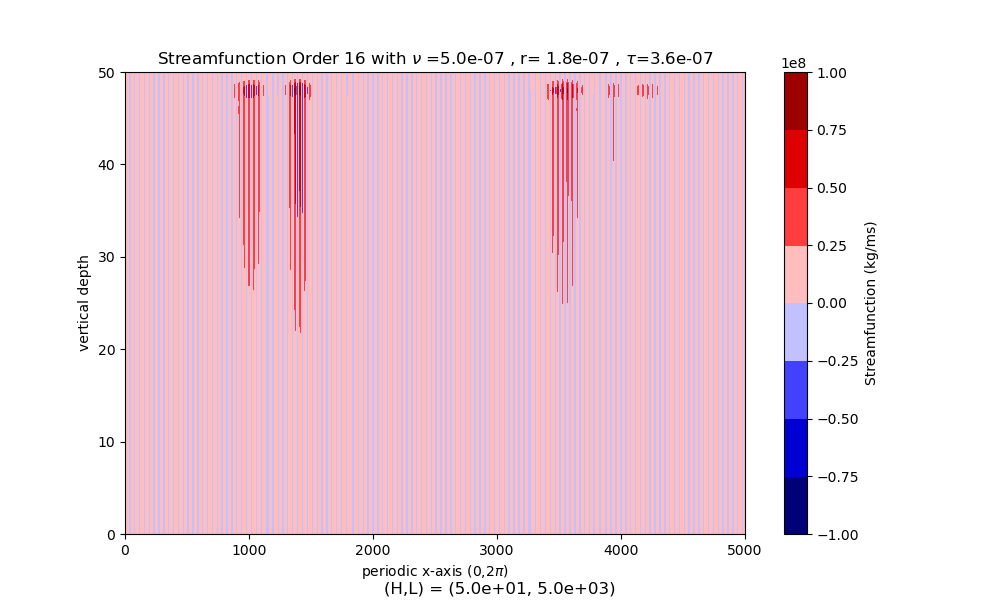 Streamfunction Order 16 with ν =5.0e-07 , r= 1.8e-07 , τ=3.6e-07
1e8
50
40
30
20
10
0
vertical depth
0 1000 2000 3000 4000 5000
periodic x-axis (0,2π)
(H,L) = (5.0e+01, 5.0e+03)
1.00
0.75
0.50
0.25
0.00
−0.25
−0.50
−0.75
−1.00
Streamfunction (kg/ms)